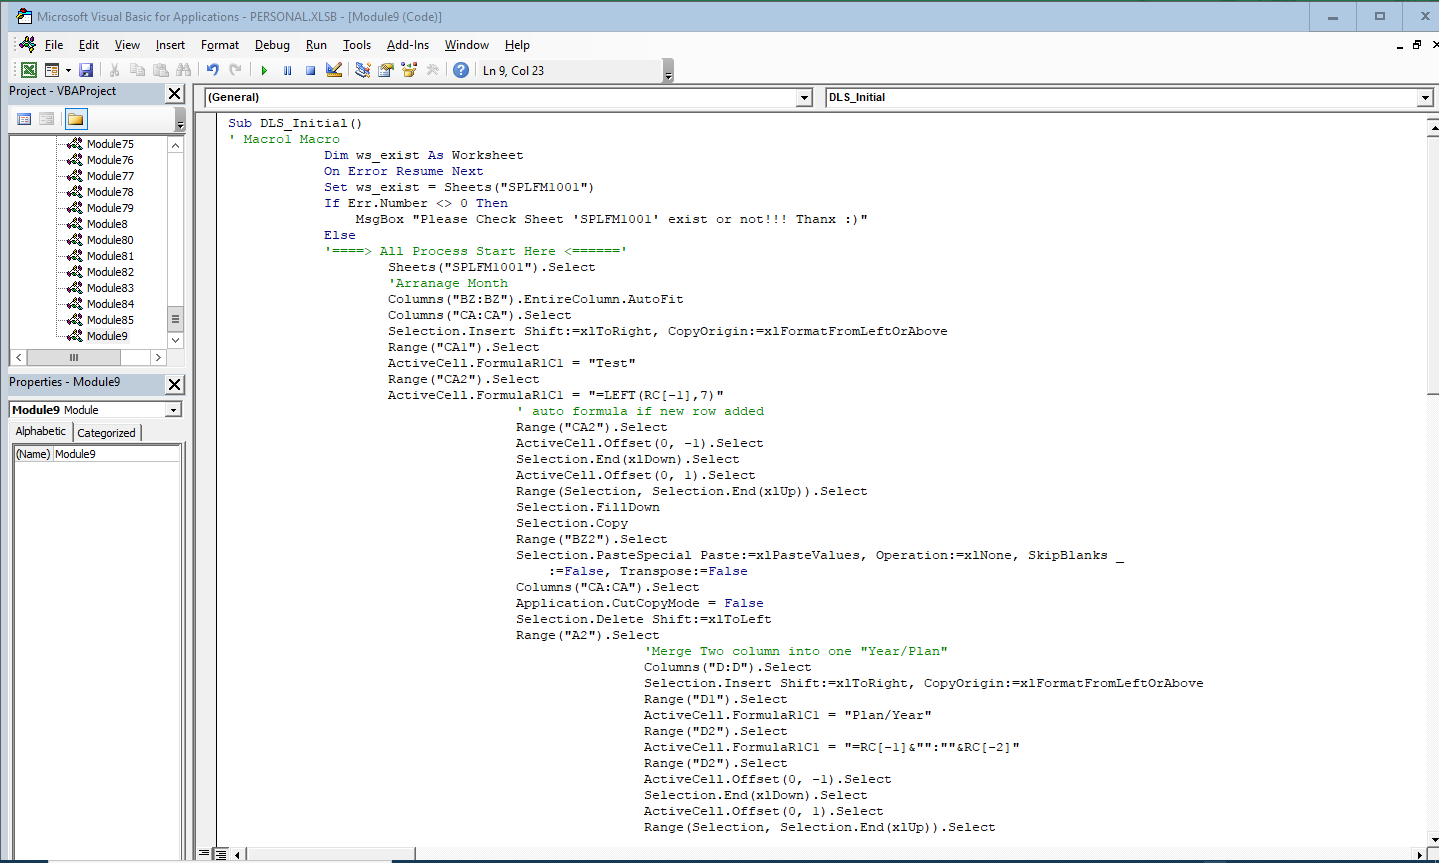 Microsoft Visual Basic for Applications - PERSONAL.XLSB - [Module9 (Code)]
File Edit View Insert Format Debug Run Tools Add-Ins Window Help
Ln 9, Col 23
Project - VBAProject
Module75
Module76
Module77
Module78
Module79
Module8
Module80
Module81
Module82
Module83
Module84
Module85
Module9
Properties - Module9
Module9 Module
Alphabetic Categorized
(Name) Module9
(General) DLS_Initial
Sub DLS_Initial()
' Macro1 Macro
Dim ws_exist As Worksheet
On Error Resume Next
Set ws_exist = Sheets("SPLFM1001")
If Err.Number <> 0 Then
MsgBox "Please Check Sheet 'SPLFM1001' exist or not!!! Thanx :)"
Else
'====> All Process Start Here <======'
Sheets("SPLFM1001").Select
'Arranage Month
Columns("BZ:BZ").EntireColumn.AutoFit
Columns("CA:CA").Select
Selection.Insert Shift:=xlToRight, CopyOrigin:=xlFormatFromLeftOrAbove
Range("CA1").Select
ActiveCell.FormulaR1C1 = "Test"
Range("CA2").Select
ActiveCell.FormulaR1C1 = "=LEFT(RC[-1],7)"
' auto formula if new row added
Range("CA2").Select
ActiveCell.Offset(0, -1).Select
Selection.End(xlDown).Select
ActiveCell.Offset(0, 1).Select
Range(Selection, Selection.End(xlUp)).Select
Selection.FillDown
Selection.Copy
Range("BZ2").Select
Selection.PasteSpecial Paste:=xlPasteValues, Operation:=xlNone, SkipBlanks _
:=False, Transpose:=False
Columns("CA:CA").Select
Application.CutCopyMode = False
Selection.Delete Shift:=xlToLeft
Range("A2").Select
'Merge Two column into one "Year/Plan"
Columns("D:D").Select
Selection.Insert Shift:=xlToRight, CopyOrigin:=xlFormatFromLeftOrAbove
Range("D1").Select
ActiveCell.FormulaR1C1 = "Plan/Year"
Range("D2").Select
ActiveCell.FormulaR1C1 = "=RC[-1]&"":""&RC[-2]"
Range("D2").Select
ActiveCell.Offset(0, -1).Select
Selection.End(xlDown).Select
ActiveCell.Offset(0, 1).Select
Range(Selection, Selection.End(xlUp)).Select